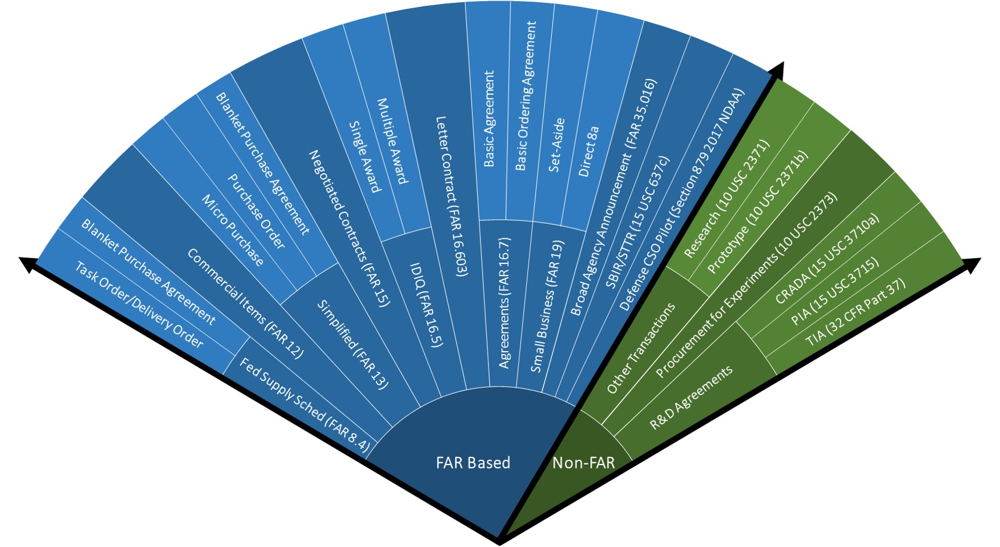 Task Order/Delivery Order
Blanket Purchase Agreement
Fed Supply Sched (FAR 8.4)
Commercial Items (FAR 12)
Micro Purchase
Purchase Order
Blanket Purchase Agreement
Simplified (FAR 13)
Negotiated Contracts (FAR 15)
Single Award
Multiple Award
IDIQ (FAR 16.5)
Letter Contract (FAR 16.603)
Basic Agreement
Basic Ordering Agreement
Agreements (FAR 16.7)
Set-Aside
Direct 8a
Small Business (FAR 19)
Broad Agency Announcement (FAR 35.016)
SBIR/STTR (15 USC 637c)
Defense CSO Pilot (Section 879 2017 NDAA)
Research (10 USC 2371)
Prototype (10 USC 2371b)
Other Transactions
Procurement for Experiments (10 USC 2373)
CRADA (15 USC 3710a)
PIA (15 USC 3715)
TIA (32 CFR Part 37)
R&D Agreements
FAR Based
Non-FAR